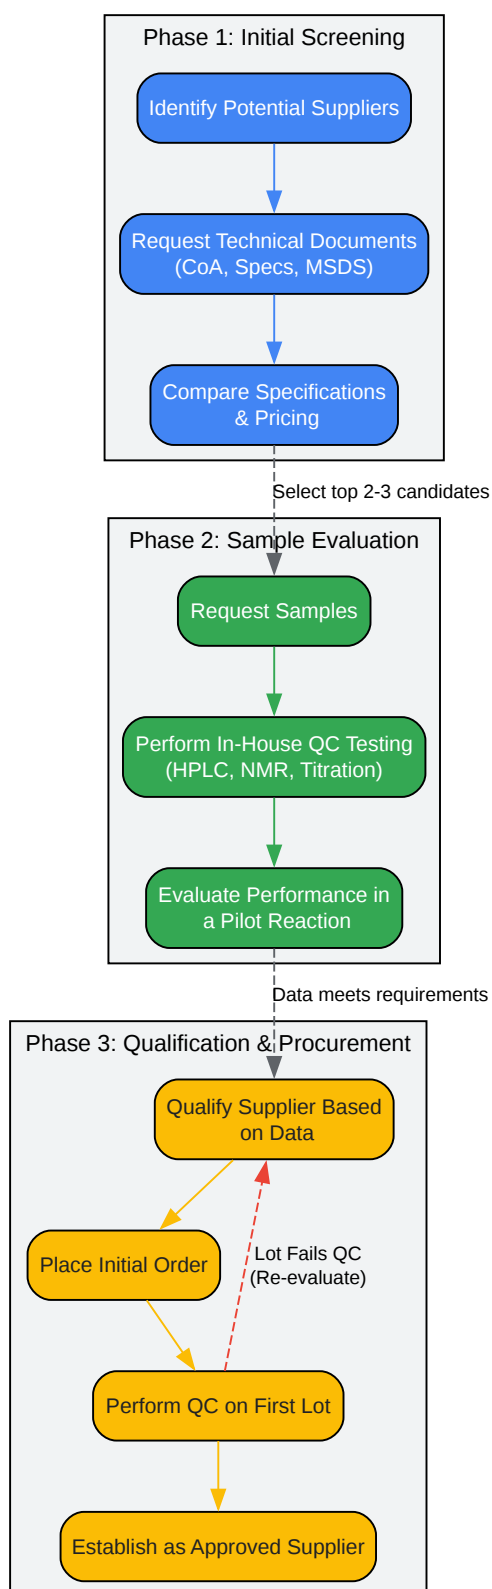 Phase 1: Initial Screening
Identify Potential Suppliers
Request Technical Documents
(CoA, Specs, MSDS)
Compare Specifications
& Pricing
Select top 2-3 candidates
Phase 2: Sample Evaluation
Request Samples
Perform In-House QC Testing
(HPLC, NMR, Titration)
Evaluate Performance in
a Pilot Reaction
Data meets requirements
Phase 3: Qualification & Procurement
Qualify Supplier Based
on Data
Place Initial Order
Lot Fails QC
(Re-evaluate)
Perform QC on First Lot
Establish as Approved Supplier